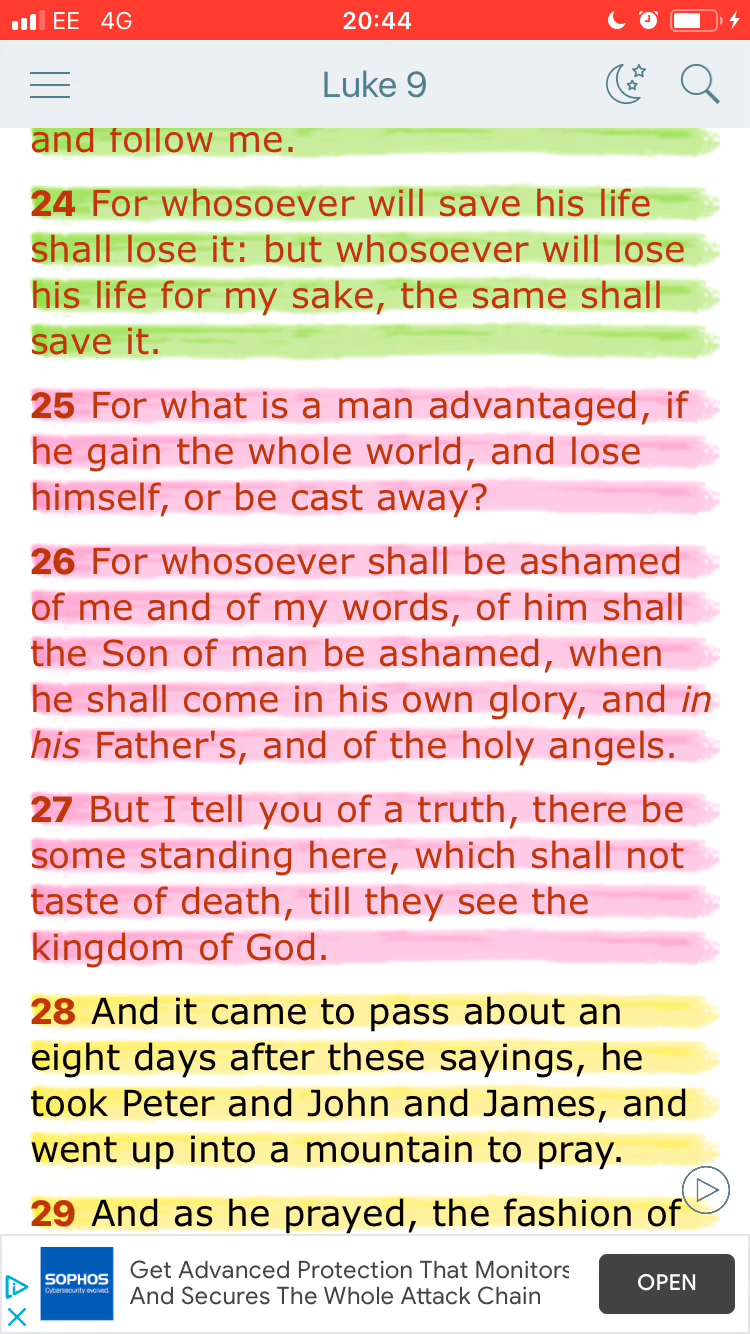 EE 4G 20:44
Luke 9
and follow me.
24 For whosoever will save his life
shall lose it: but whosoever will lose
his life for my sake, the same shall
save it.
25 For what is a man advantaged, if
he gain the whole world, and lose
himself, or be cast away?
26 For whosoever shall be ashamed
of me and of my words, of him shall
the Son of man be ashamed, when
he shall come in his own glory, and in
his Father's, and of the holy angels.
27 But I tell you of a truth, there be
some standing here, which shall not
taste of death, till they see the
kingdom of God.
28 And it came to pass about an
eight days after these sayings, he
took Peter and John and James, and
went up into a mountain to pray.
29 And as he prayed, the fashion of
SOPHOS
Cybersecurity evolved.
Get Advanced Protection That Monitors
And Secures The Whole Attack Chain
OPEN